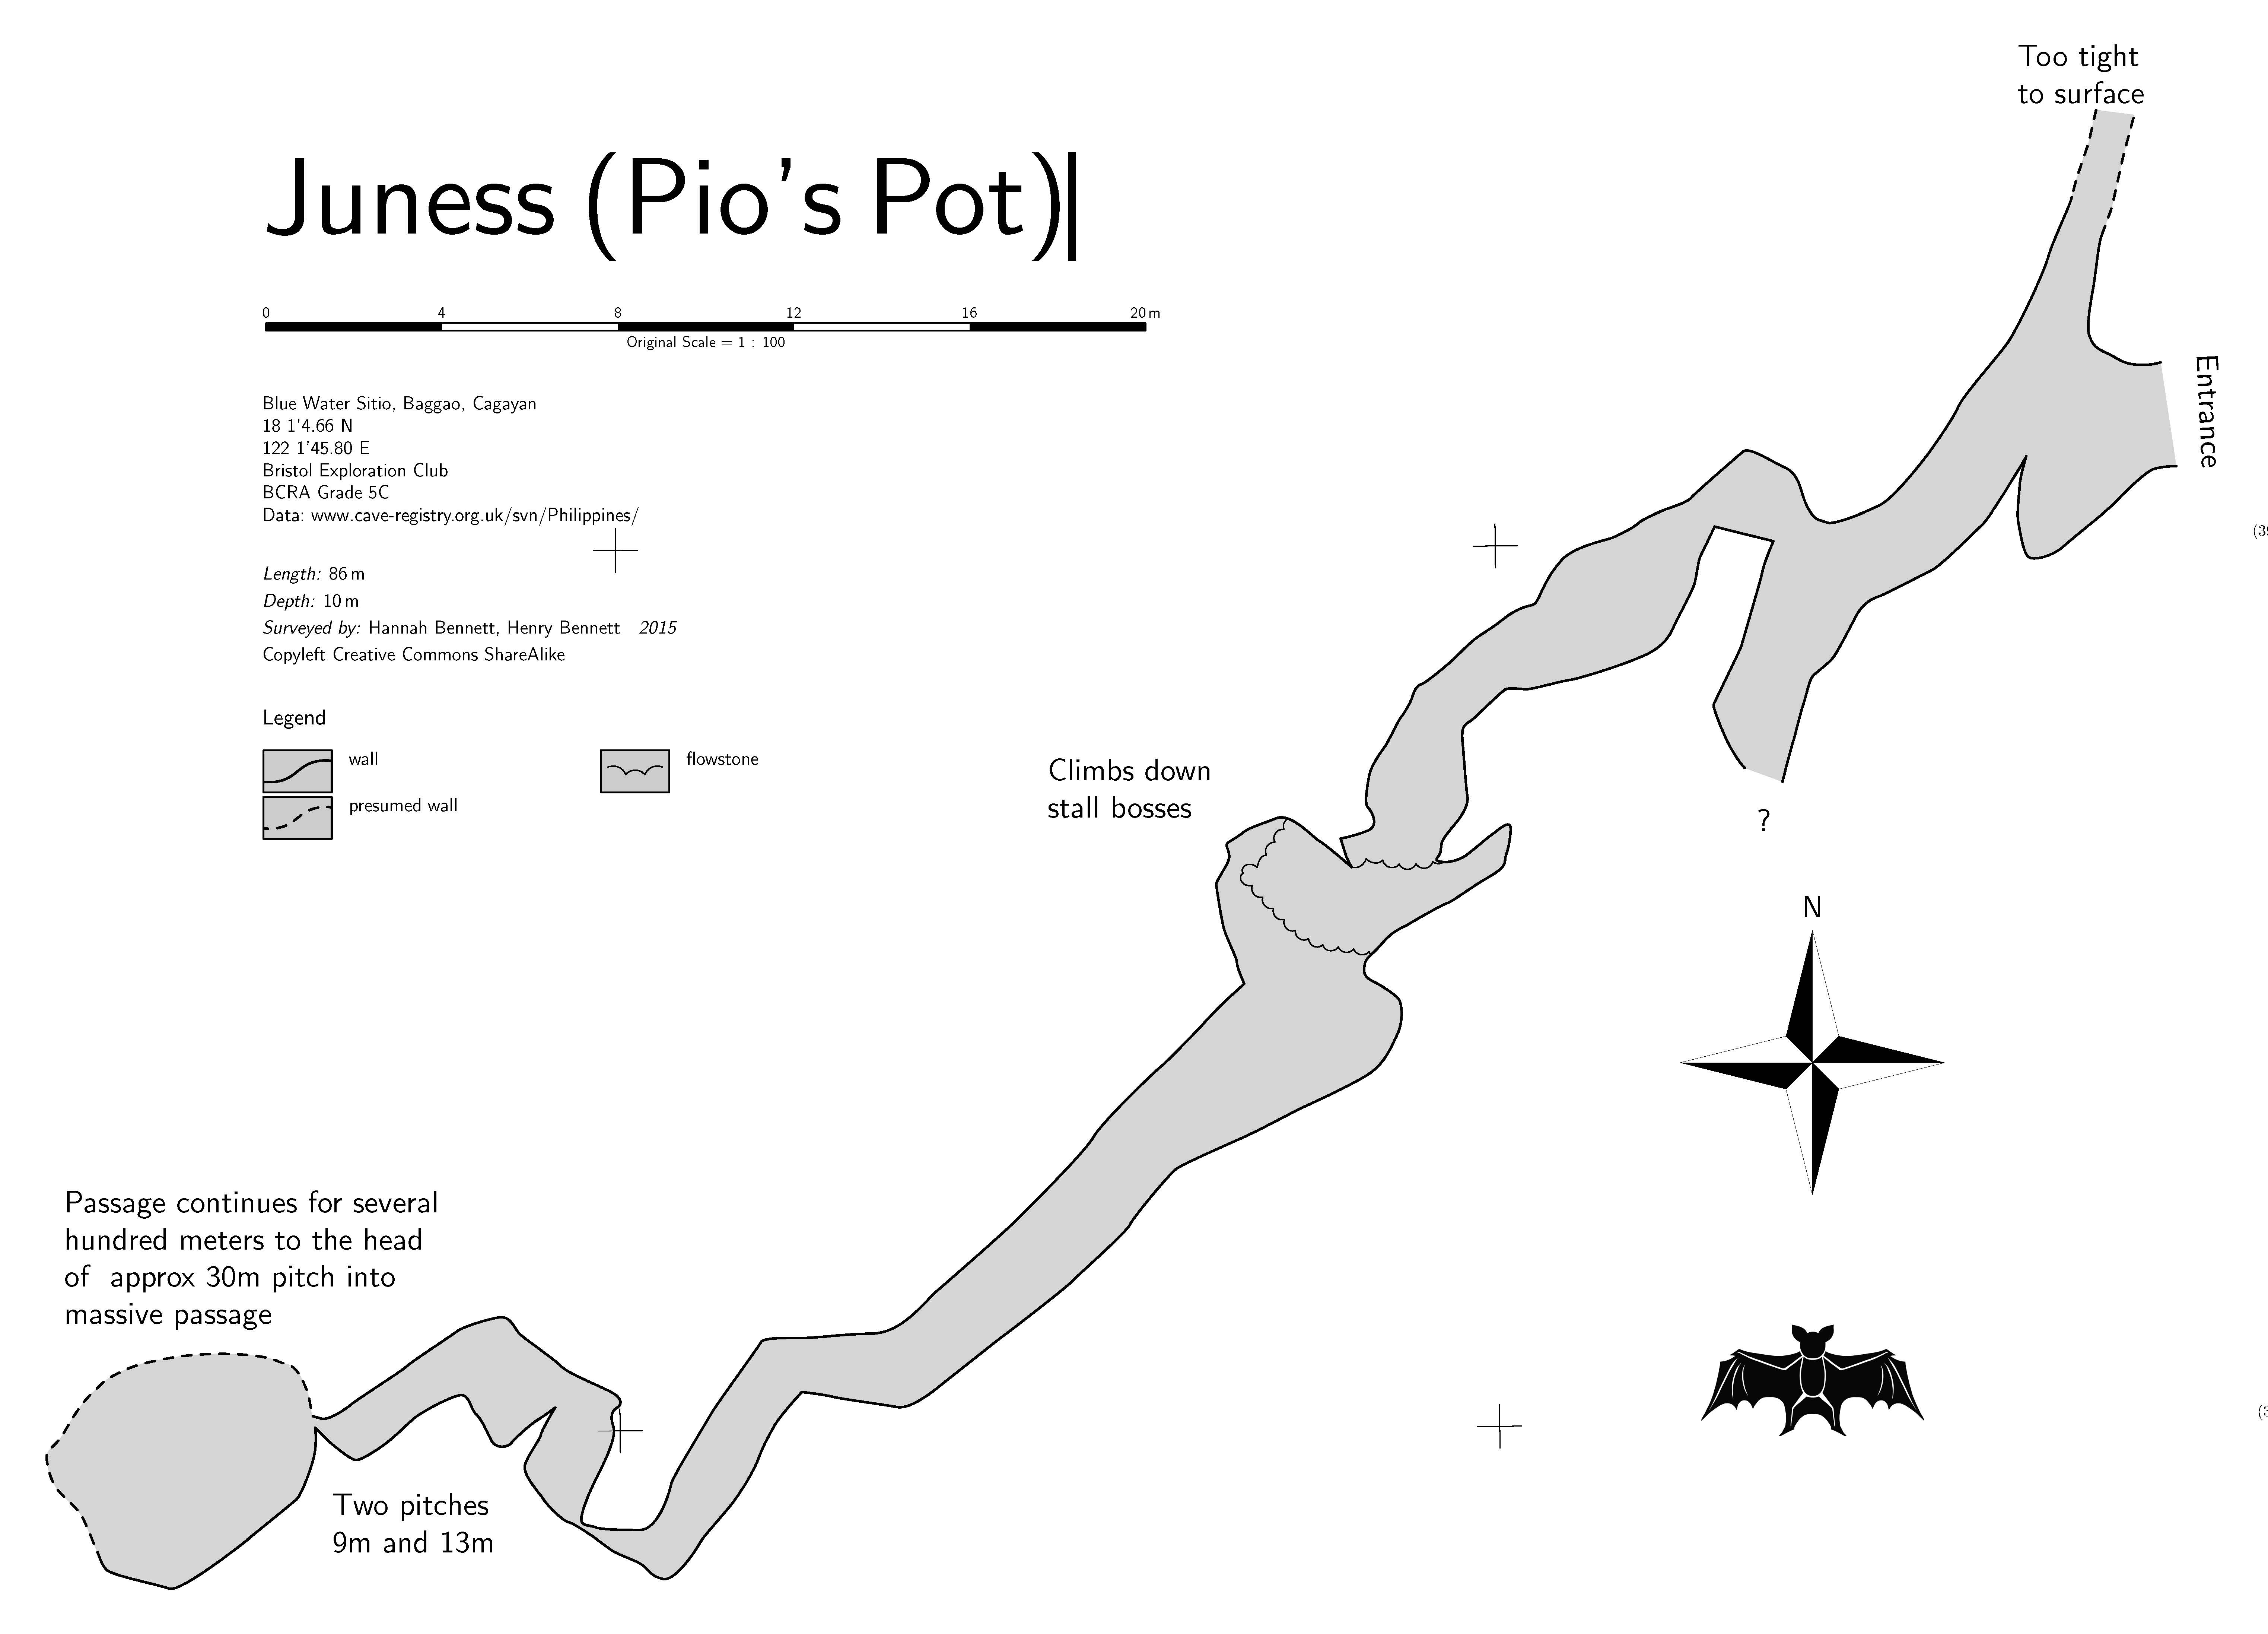 Too tight
to surface
Juness (Pio's Pot)|
0 4 8 12 16 20 m
Original Scale = 1 : 100
Entrance
Blue Water Sitio, Baggao, Cagayan
18 1'4.66 N
122 1'45.80 E
Bristol Exploration Club
BCRA Grade 5C
Data: www.cave-registry.org.uk/svn/Philippines/
Length: 86 m
Depth: 10 m
Surveyed by: Hannah Bennett, Henry Bennett 2015
Copyleft Creative Commons ShareAlike
Legend
wall
flowstone
presumed wall
Climbs down
stall bosses
?
N
Passage continues for several
hundred meters to the head
of approx 30m pitch into
massive passage
Two pitches
9m and 13m